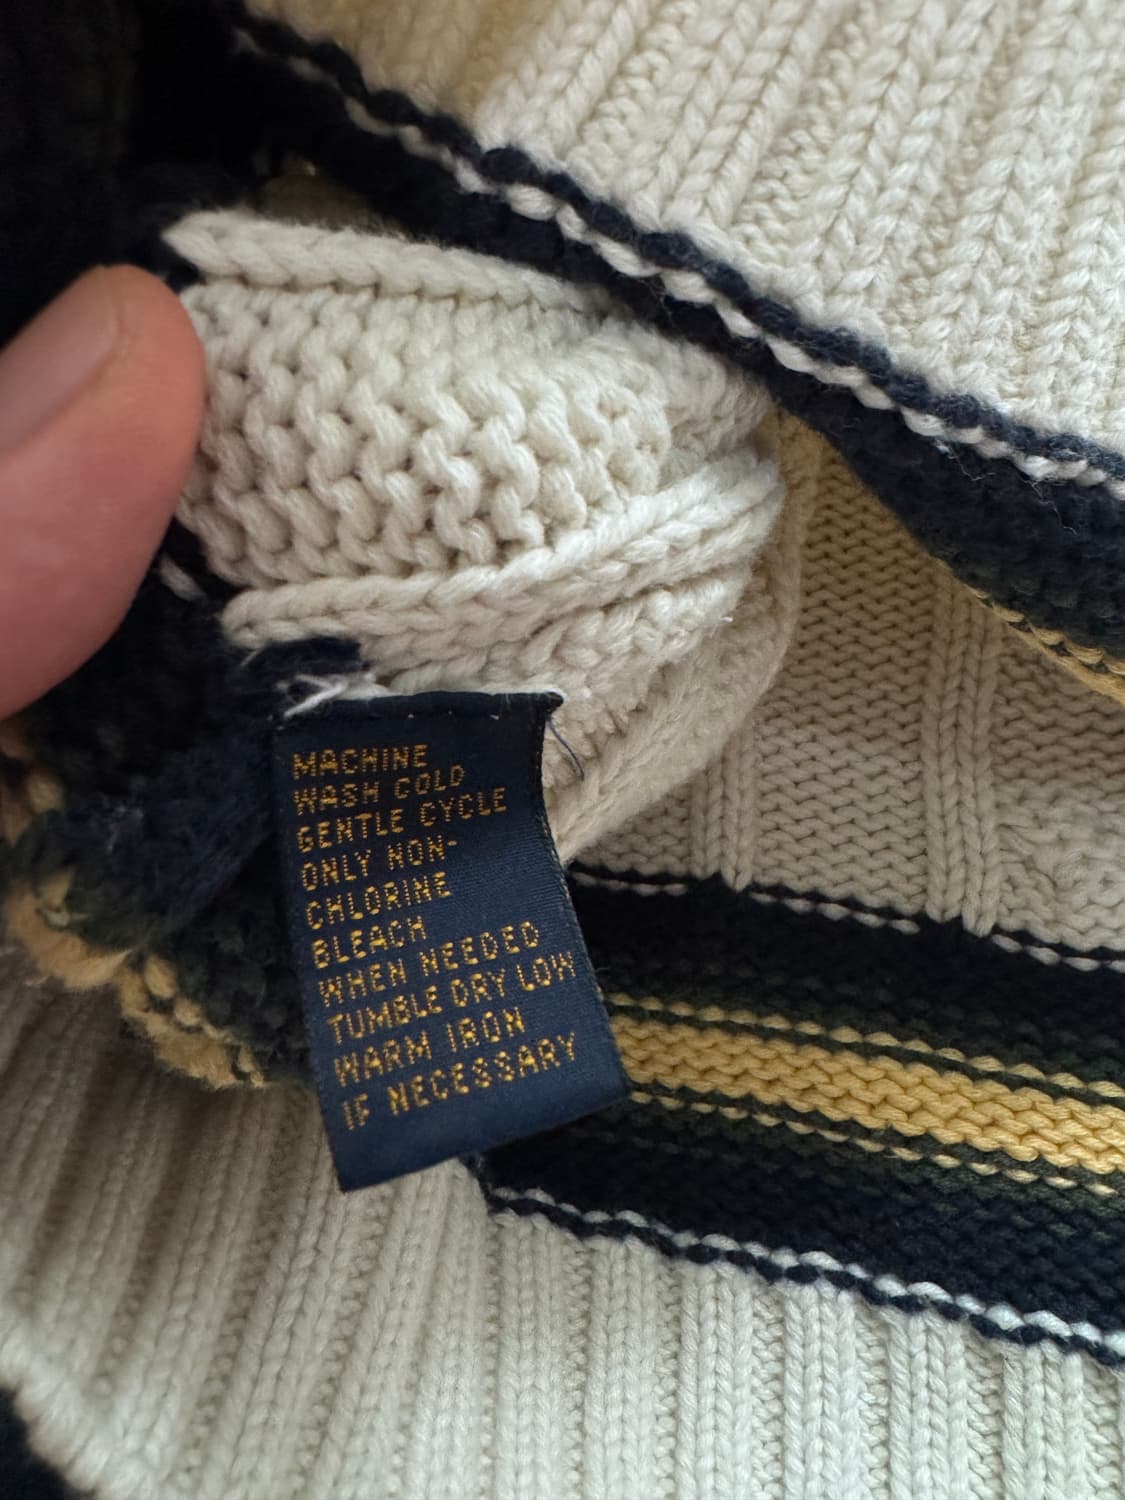 MACHINE
WASH COLD
GENTLE CYCLE
ONLY NON-
CHLORINE
BLEACH
WHEN NEEDED
TUMBLE DRY LOW
WARM IRON
IF NECESSARY